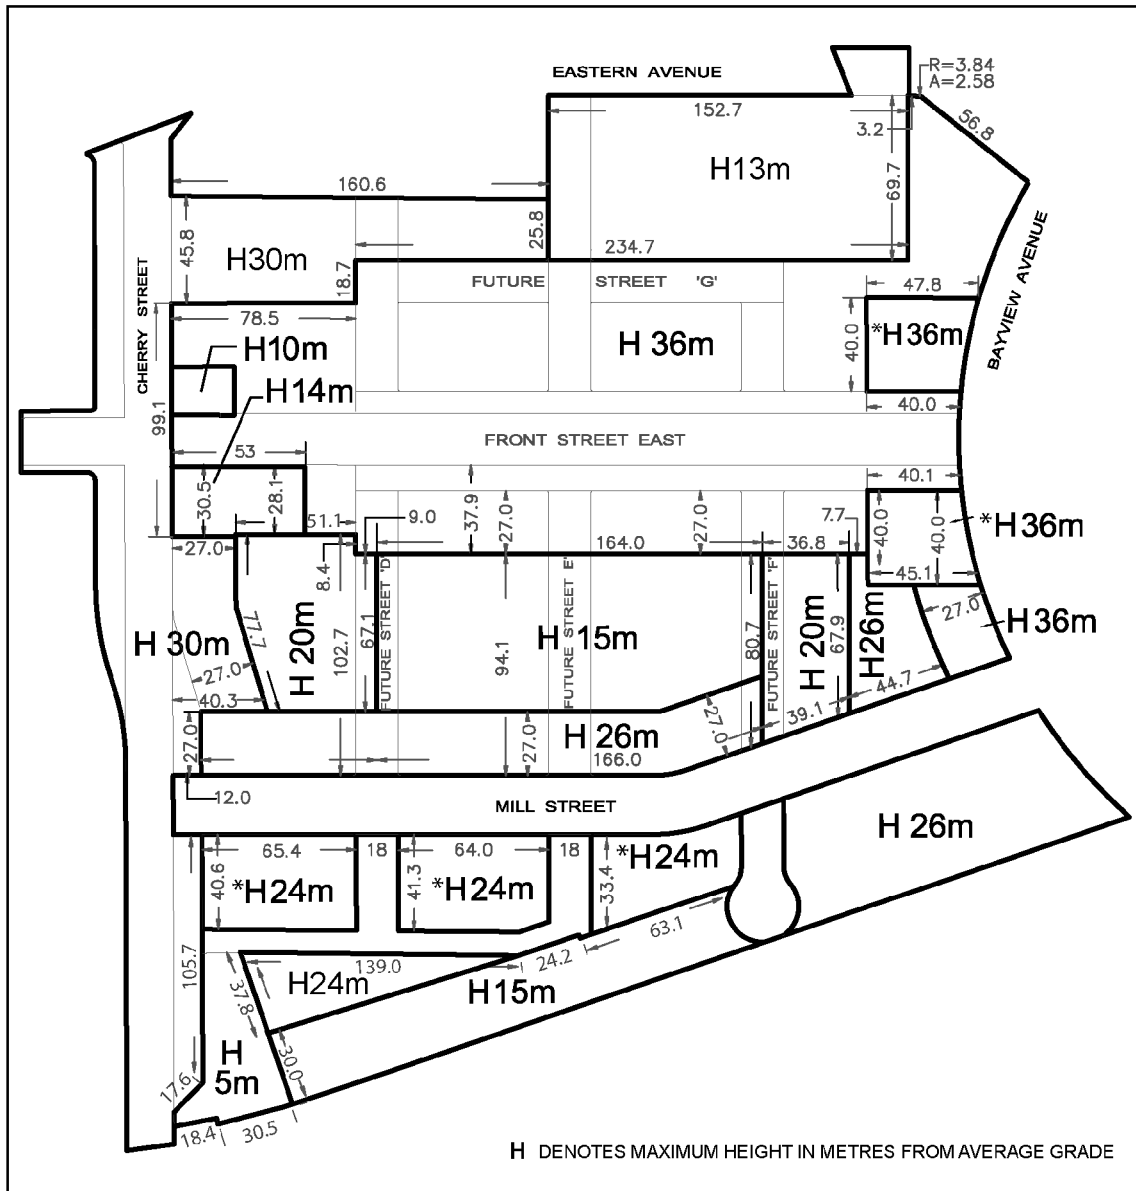 EASTERN AVENUE
R=3.84
A=2.58
152.7
3.2
56.8
H13m
69.7
160.6
45.8
25.8
H30m
18.7
234.7
CHERRY STREET
BAYVIEW AVENUE
FUTURE STREET 'G'
47.8
78.5
H10m
H 36m
40.0
*H36m
H14m
99.1
40.0
53
FRONT STREET EAST
40.1
30.5
28.1
37.9
27.0
27.0
40.0
40.0
*H36m
51.1
9.0
7.7
27.0
164.0
36.8
8.4
45.1
FUTURE STREET 'D'
FUTURE STREET E'
FUTURE STREET 'F'
67.1
77.7
H 20m
102.7
94.1
H 15m
80.7
H 20m
67.9
H26m
27.0
H36m
H 30m
27.0
40.3
44.7
39.1
27.0
27.0
27.0
H 26m
166.0
12.0
MILL STREET
H 26m
65.4
18
64.0
18
*H24m
40.6
*H24m
41.3
*H24m
33.4
63.1
24.2
105.7
139.0
37.8
H24m
H15m
30.0
H
5m
17.6
18.4
30.5
H DENOTES MAXIMUM HEIGHT IN METRES FROM AVERAGE GRADE